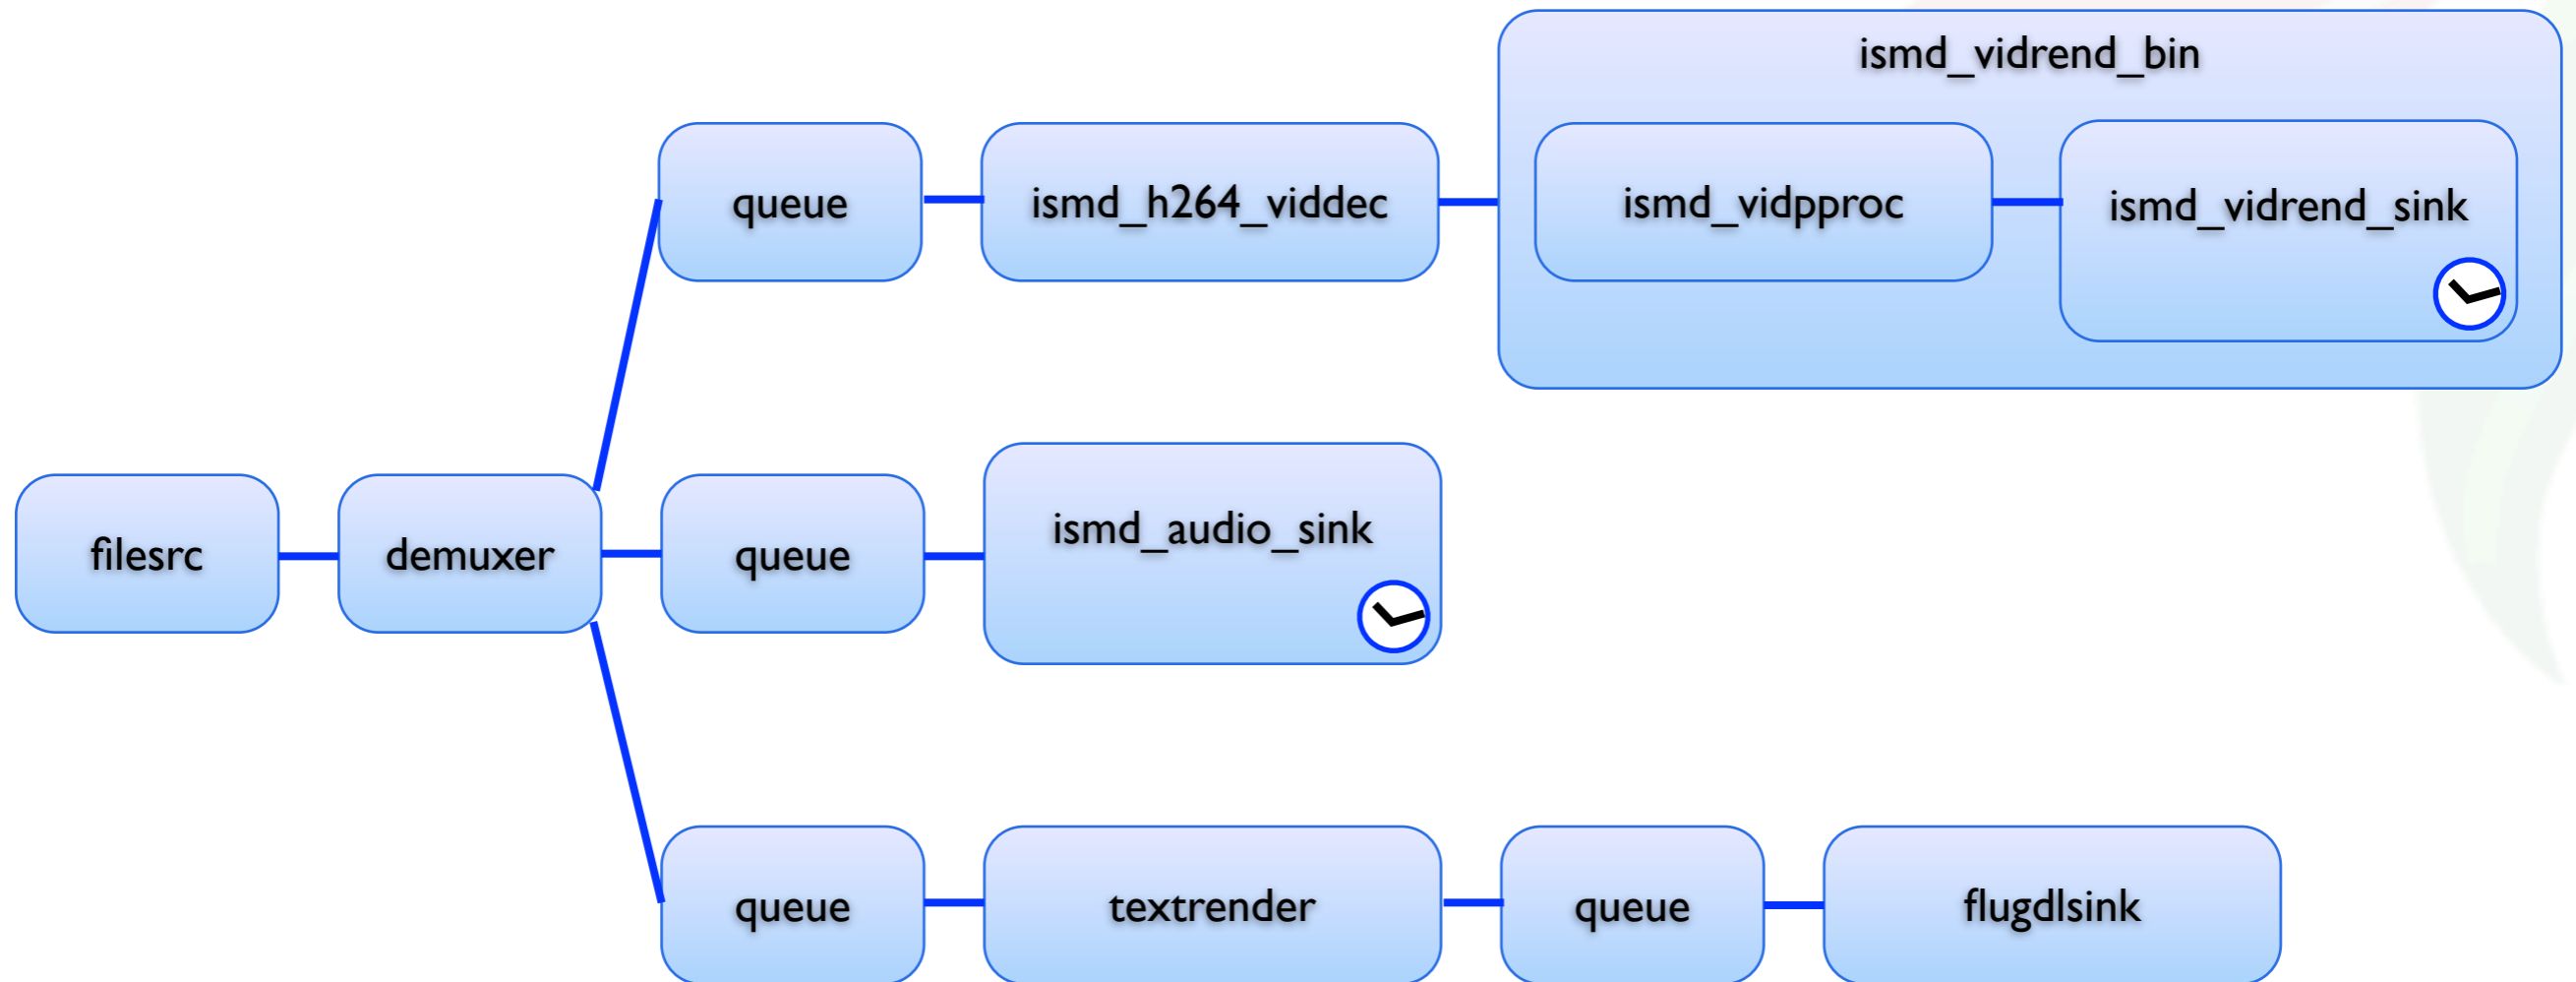 ismd_vidrend_bin
queue
ismd_h264_viddec
ismd_vidpproc
ismd_vidrend_sink
filesrc
demuxer
queue
ismd_audio_sink
queue
textrender
queue
flugdlsink